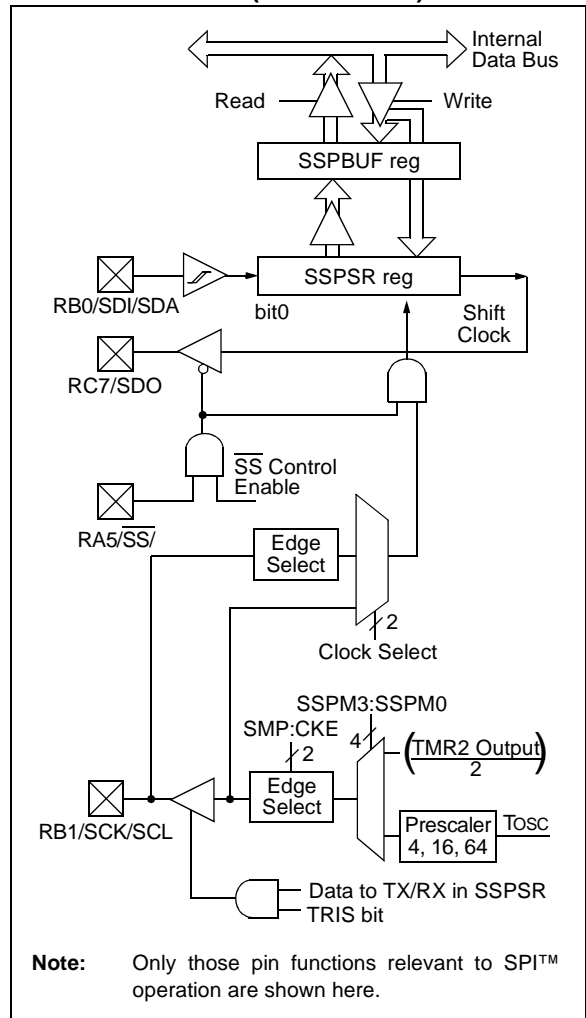 Internal
Data Bus
Read
Write
SSPBUF reg
SSPSR reg
RB0/SDI/SDA
bit0
Shift
Clock
RC7/SDO
S̅S̅ Control
Enable
RA5/S̅S̅/
Edge
Select
2
Clock Select
SSPM3:SSPM0
SMP:CKE
4
2
(TMR2 Output)
2
Edge
Select
RB1/SCK/SCL
Prescaler
4, 16, 64
TOSC
Data to TX/RX in SSPSR
TRIS bit
Note: Only those pin functions relevant to SPI™
operation are shown here.